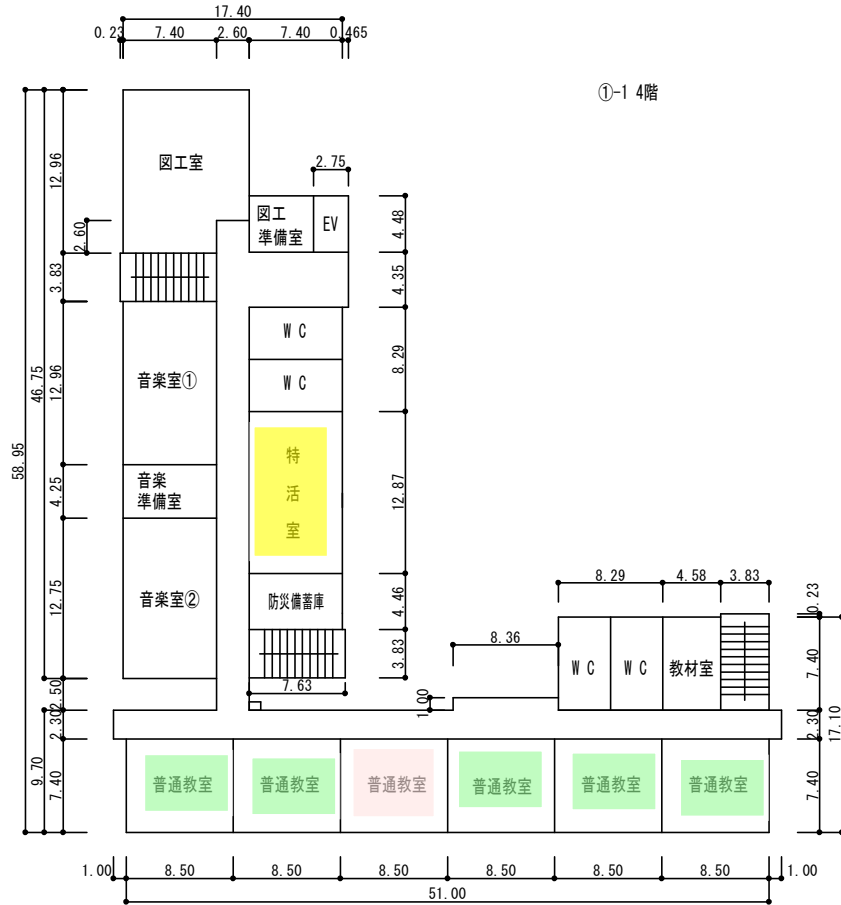 17.40
0.23 7.40 2.60 7.40 0.465
①-1 4階
図工室
2.75
図工
準備室
EV
12.96
2.60
3.83
12.96
4.25
12.75
2.50
2.30
7.40
46.75
9.70
58.95
4.48
4.35
8.29
12.87
4.46
3.83
WC
WC
音楽室①
特
活
室
音楽
準備室
音楽室②
防災備蓄庫
7.63
8.36
1.00
8.29 4.58 3.83
0.23
7.40
2.30
7.40
17.10
WC WC 教材室
普通教室 普通教室 普通教室 普通教室 普通教室 普通教室
1.00 8.50 8.50 8.50 8.50 8.50 8.50 1.00
51.00